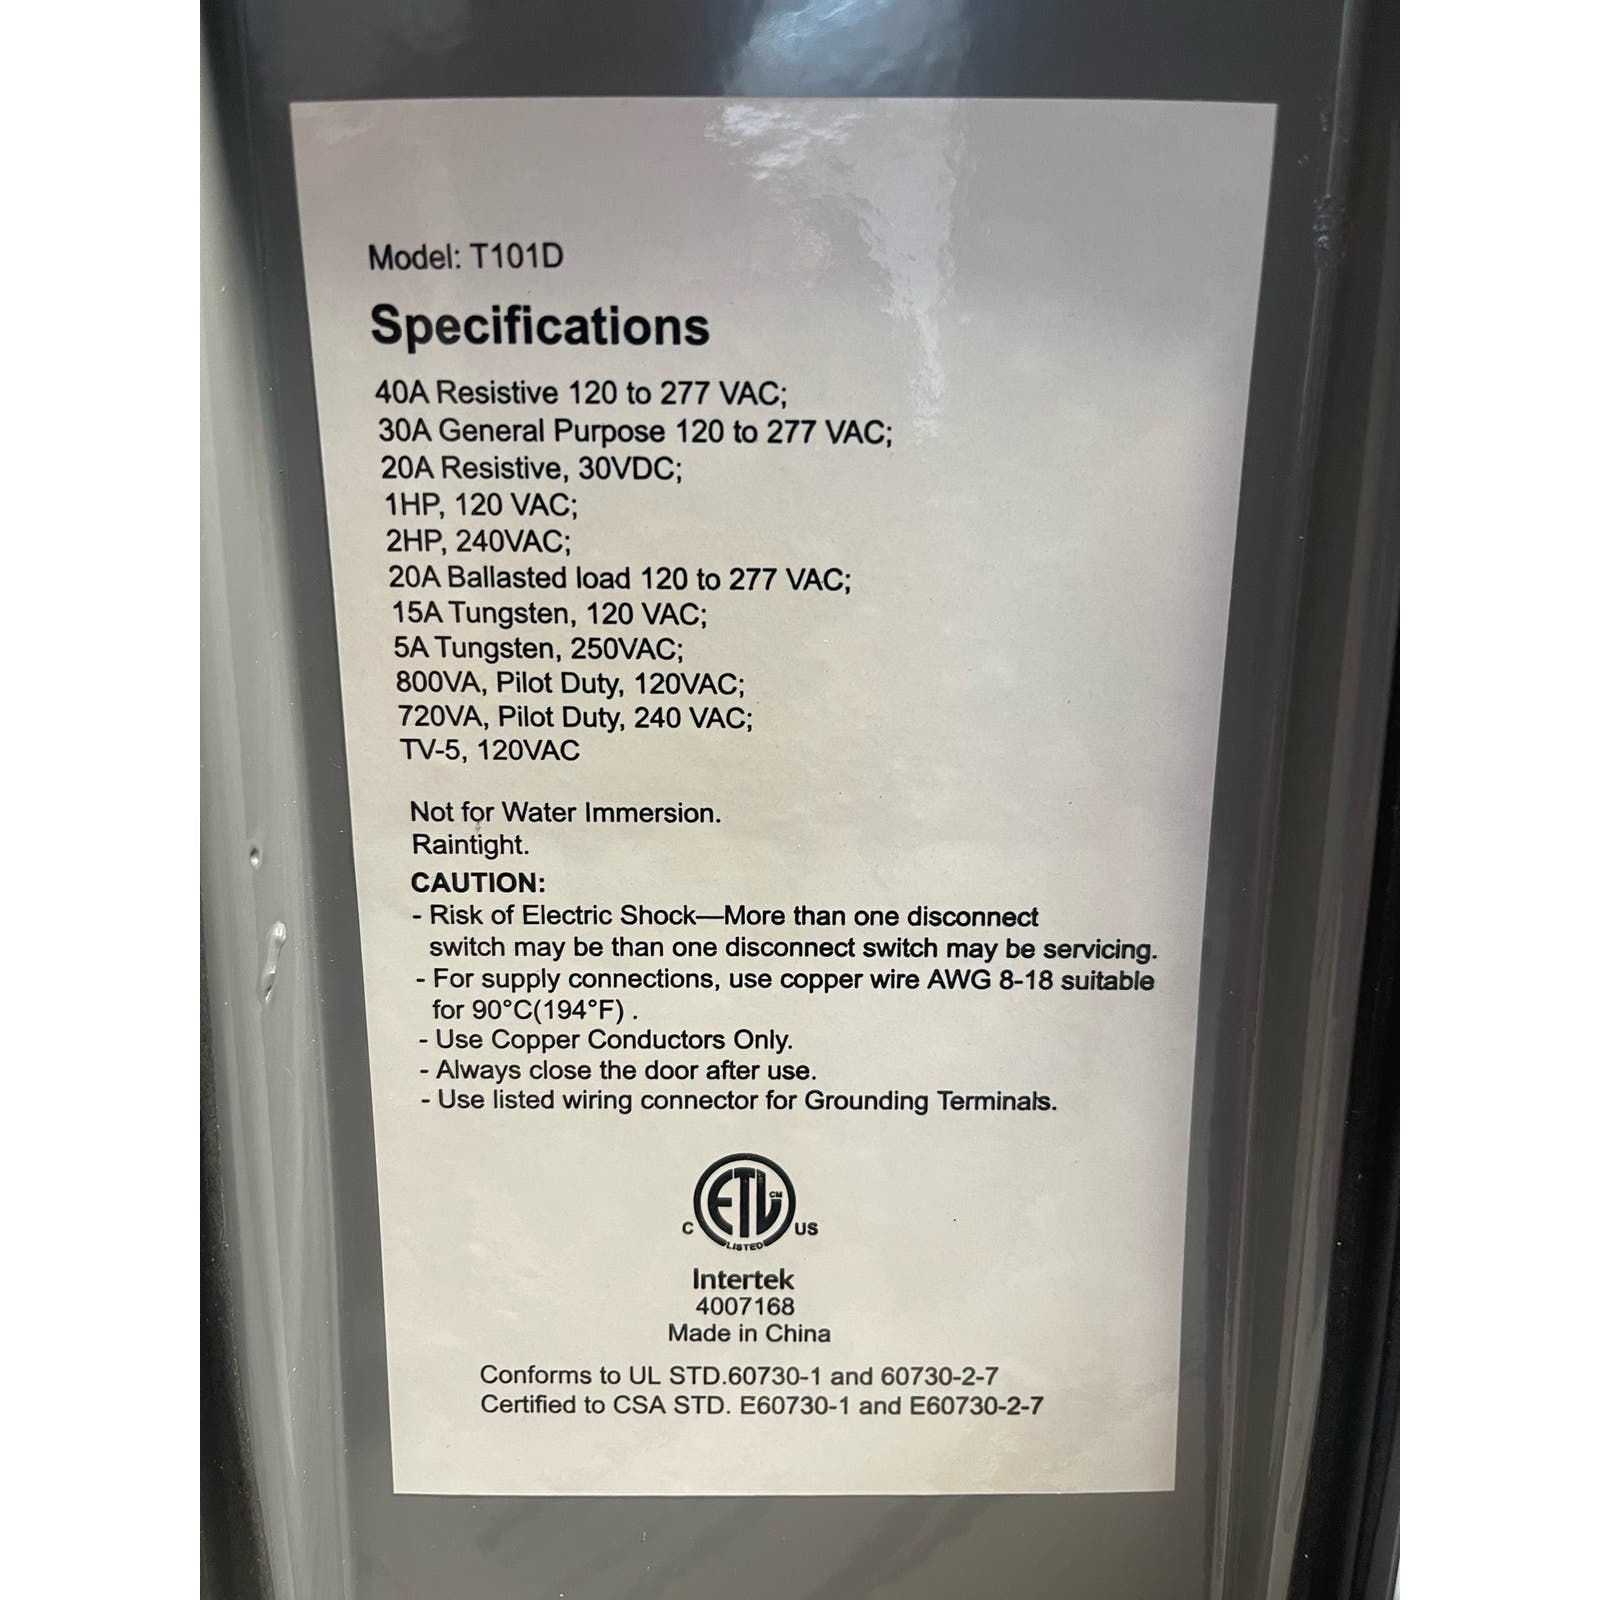 Model: T101D
Specifications
40A Resistive 120 to 277 VAC;
30A General Purpose 120 to 277 VAC;
20A Resistive, 30VDC;
1HP, 120 VAC;
2HP, 240VAC;
20A Ballasted load 120 to 277 VAC;
15A Tungsten, 120 VAC;
5A Tungsten, 250VAC;
800VA, Pilot Duty, 120VAC;
720VA, Pilot Duty, 240 VAC;
TV-5, 120VAC
Not for Water Immersion.
Raintight.
CAUTION:
- Risk of Electric Shock—More than one disconnect
switch may be than one disconnect switch may be servicing.
- For supply connections, use copper wire AWG 8-18 suitable
for 90°C(194°F) .
- Use Copper Conductors Only.
- Always close the door after use.
- Use listed wiring connector for Grounding Terminals.
C ETL CM US
LISTED
Intertek
4007168
Made in China
Conforms to UL STD.60730-1 and 60730-2-7
Certified to CSA STD. E60730-1 and E60730-2-7